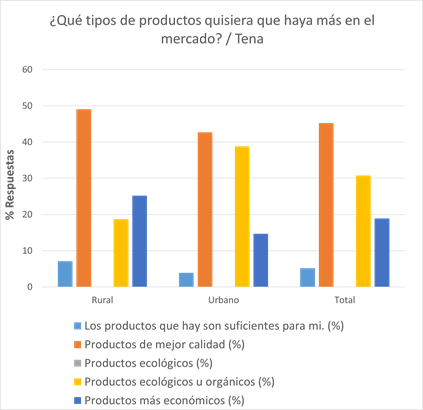 ¿Qué tipos de productos quisiera que haya más en el
mercado? / Tena
60
50
40
30
20
10
0
% Respuestas
Rural
Urbano
Total
Los productos que hay son suficientes para mi. (%)
Productos de mejor calidad (%)
Productos ecológicos (%)
Productos ecológicos u orgánicos (%)
Productos más económicos (%)